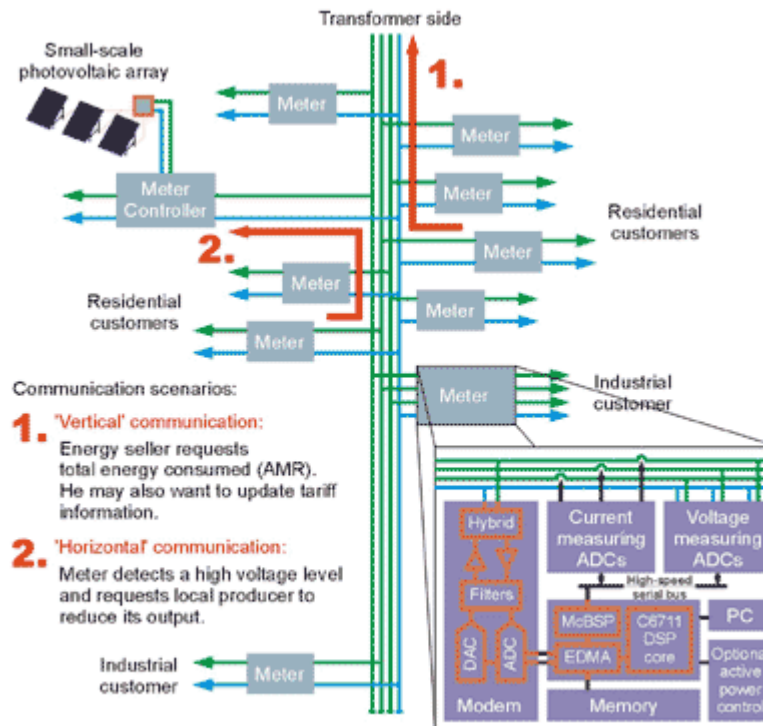 Transformer side
Small-scale
photovoltaic array
1.
Meter
Meter
Meter
Meter
Controller
Residential
customers
2.
Meter
Meter
Residential
customers
Meter
Meter
Communication scenarios:
Meter
Industrial
customer
1. 'Vertical' communication:
Energy seller requests
total energy consumed (AMR).
He may also want to update tariff
information.
2. 'Horizontal' communication:
Meter detects a high voltage level
and requests local producer to
reduce its output.
Industrial
customer
Meter
Hybrid
Filters
DAC
ADC
Modem
Current
measuring
ADCs
Voltage
measuring
ADCs
High-speed
serial bus
McBSP
EDMA
C6711
DSP
core
Memory
PC
Optional
active
power
control